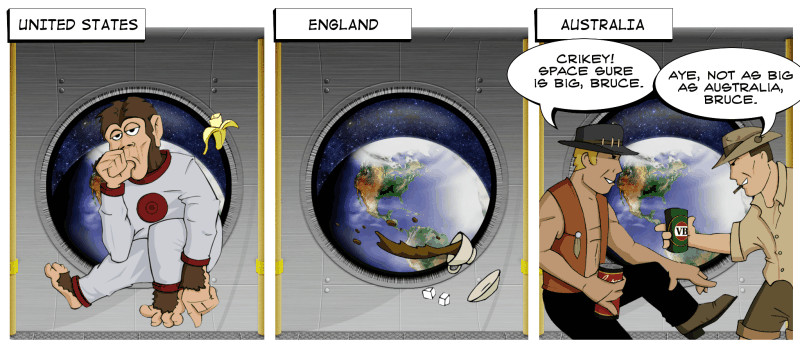 UNITED STATES
ENGLAND
AUSTRALIA
CRIKEY!
SPACE SURE
IS BIG, BRUCE.
AYE, NOT AS BIG
AS AUSTRALIA,
BRUCE.
VB